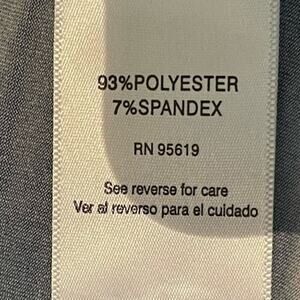 93%POLYESTER
7%SPANDEX
RN 95619
See reverse for care
Ver al reverso para el cuidado